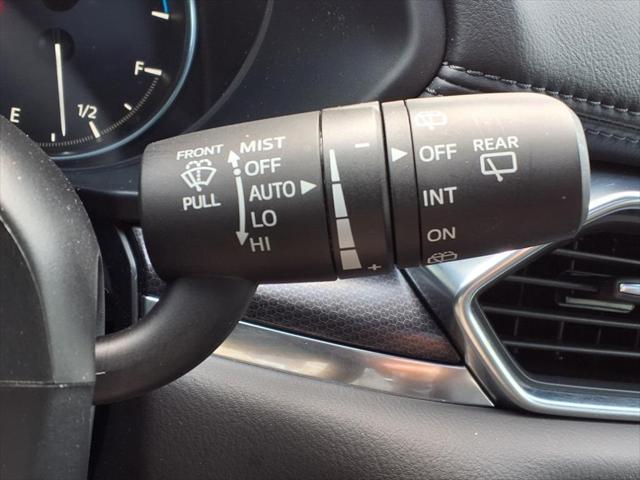 F
1/2
E
FRONT
PULL
MIST
OFF
AUTO
LO
HI
−
+
OFF
INT
ON
REAR